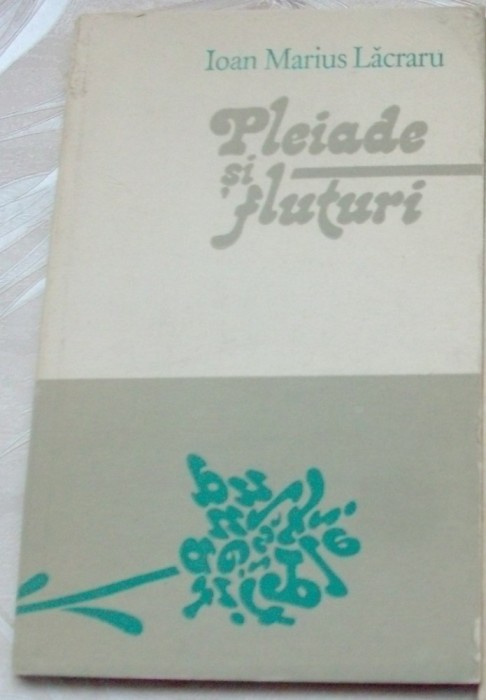 Ioan Marius Lăcraru
Pleiade
și
fluturi